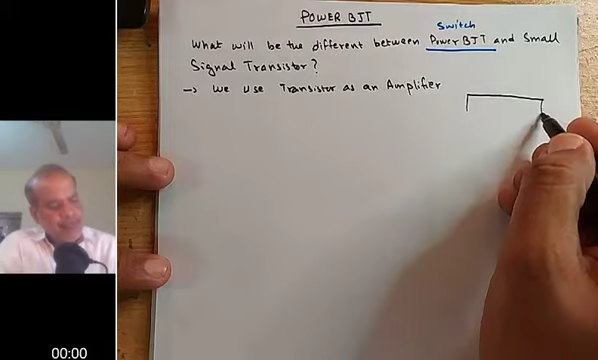 POWER BJT
Switch
What will be the different between Power BJT and Small
Signal Transistor?
→ We use Transistor as an Amplifier
00:00